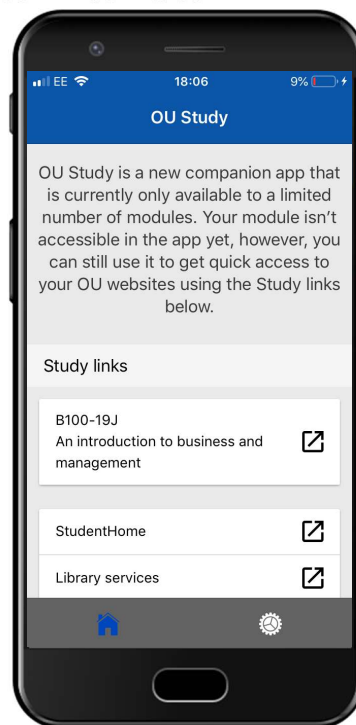 EE 18:06 9%
OU Study
OU Study is a new companion app that
is currently only available to a limited
number of modules. Your module isn't
accessible in the app yet, however, you
can still use it to get quick access to
your OU websites using the Study links
below.
Study links
B100-19J
An introduction to business and
management
StudentHome
Library services